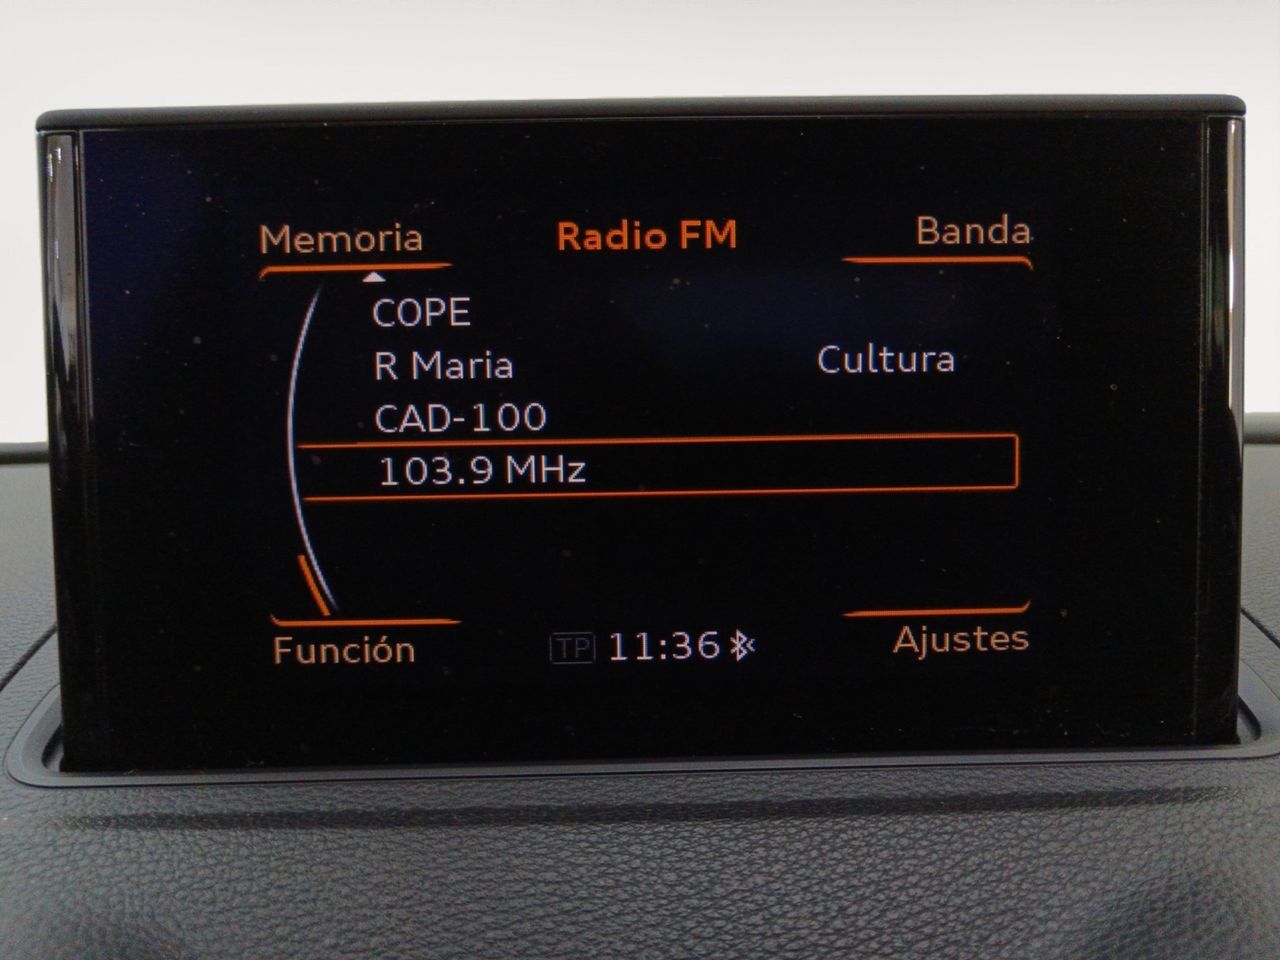 Memoria Radio FM Banda
COPE
R Maria Cultura
CAD-100
103.9 MHz
TP 11:36
Función Ajustes